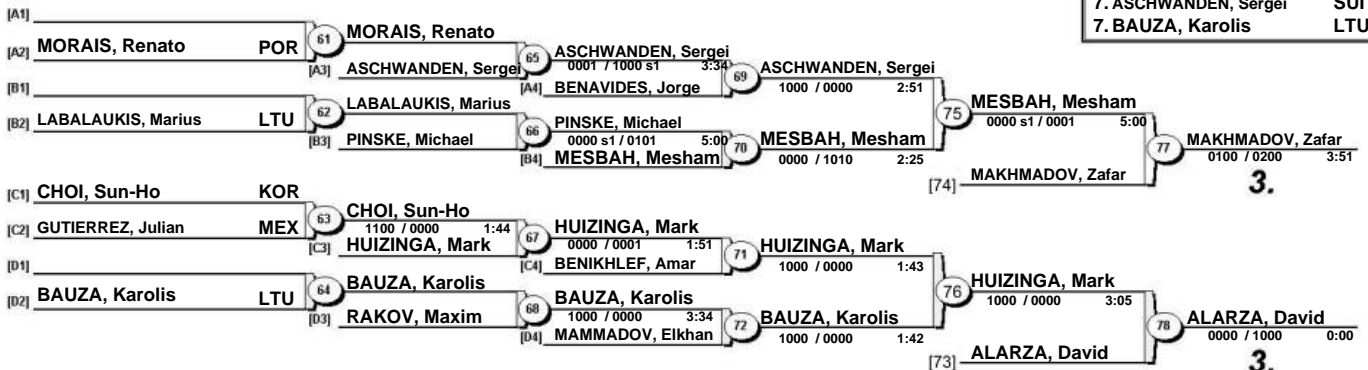 7. ASCHWANDEN, Sergei SUI
7. BAUZA, Karolis LTU
[A1]
[A2] MORAIS, Renato POR
61
MORAIS, Renato
[A3] ASCHWANDEN, Sergei
65
ASCHWANDEN, Sergei
0001 / 1000 s1 3:34
[A4] BENAVIDES, Jorge
69
ASCHWANDEN, Sergei
1000 / 0000 2:51
[B1]
[B2] LABALAUKIS, Marius LTU
62
LABALAUKIS, Marius
[B3] PINSKE, Michael
66
PINSKE, Michael
0000 s1 / 0101 5:00
[B4] MESBAH, Mesham
70
MESBAH, Mesham
0000 / 1010 2:25
75
MESBAH, Mesham
0000 s1 / 0001 5:00
[74] MAKHMADOV, Zafar
77
MAKHMADOV, Zafar
0100 / 0200 3:51
3.
[C1] CHOI, Sun-Ho KOR
[C2] GUTIERREZ, Julian MEX
63
CHOI, Sun-Ho
1100 / 0000 1:44
[C3] HUIZINGA, Mark
67
HUIZINGA, Mark
0000 / 0001 1:51
[C4] BENIKHLEF, Amar
71
HUIZINGA, Mark
1000 / 0000 1:43
[D1]
[D2] BAUZA, Karolis LTU
64
BAUZA, Karolis
[D3] RAKOV, Maxim
68
BAUZA, Karolis
1000 / 0000 3:34
[D4] MAMMADOV, Elkhan
72
BAUZA, Karolis
1000 / 0000 1:42
76
HUIZINGA, Mark
1000 / 0000 3:05
[73] ALARZA, David
78
ALARZA, David
0000 / 1000 0:00
3.